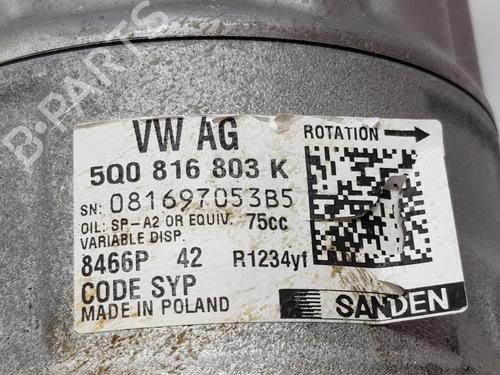 B-PARTS
VW AG
ROTATION
5Q0 816 803 K
SN: 081697053B5
OIL: SP-A2 OR EQUIV. 75cc
VARIABLE DISP.
8466P 42 R1234yf
CODE SYP
MADE IN POLAND
SANDEN